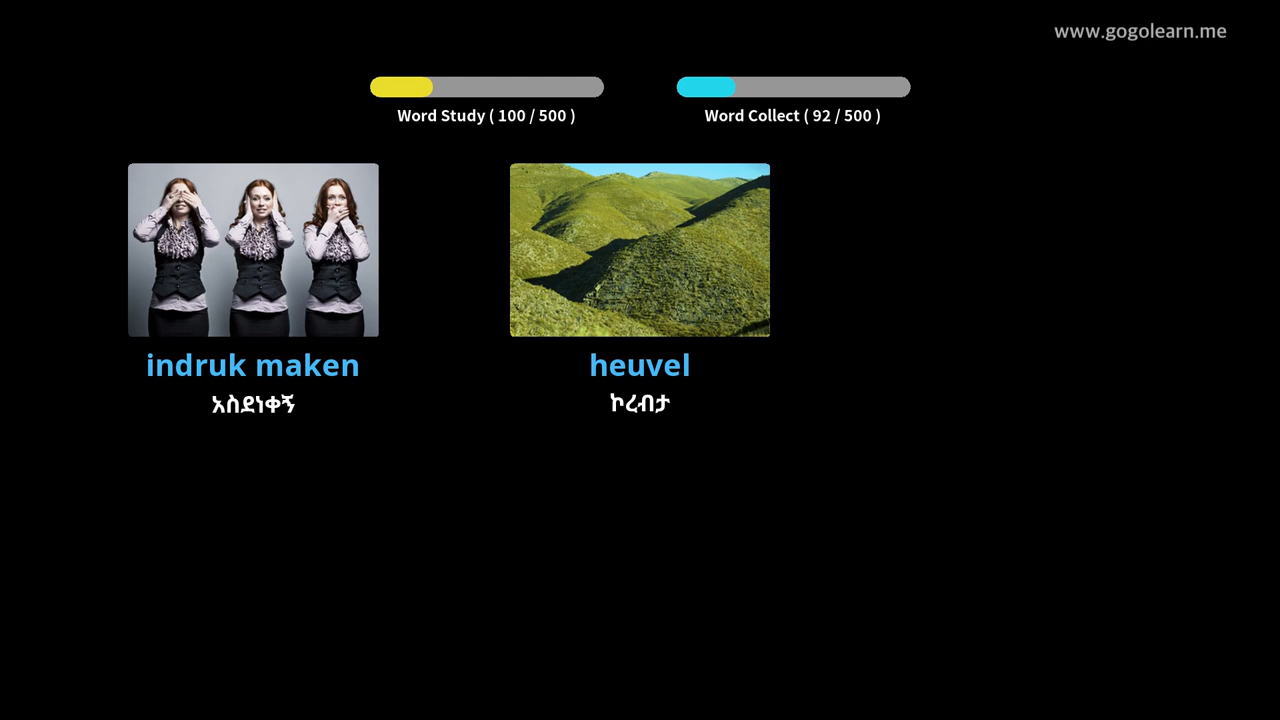 www.gogolearn.me
Word Study ( 100 / 500 )
Word Collect ( 92 / 500 )
indruk maken
አስደነቀኝ
heuvel
ኮረብታ